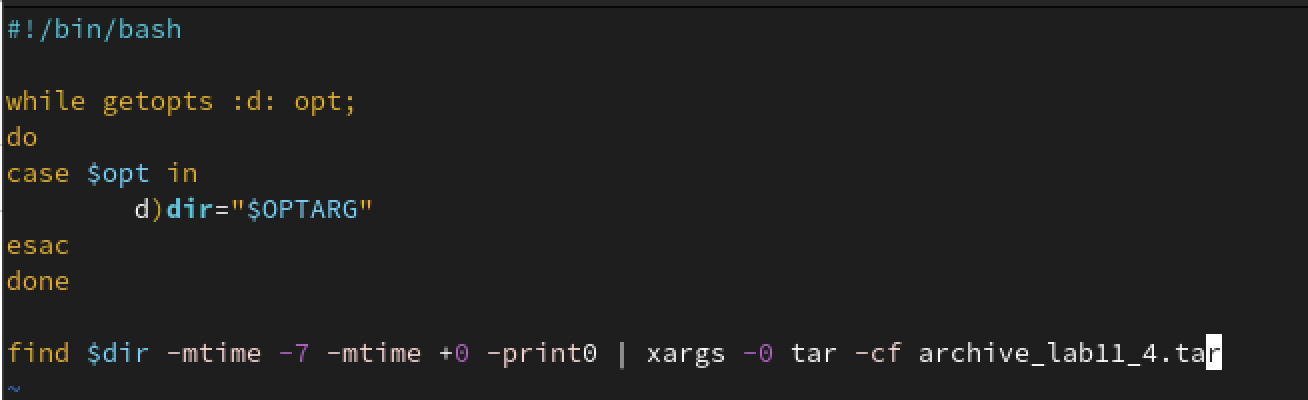 #!/bin/bash
while getopts :d: opt;
do
case $opt in
        d)dir="$OPTARG"
esac
done
find $dir -mtime -7 -mtime +0 -print0 | xargs -0 tar -cf archive_lab11_4.tar
~